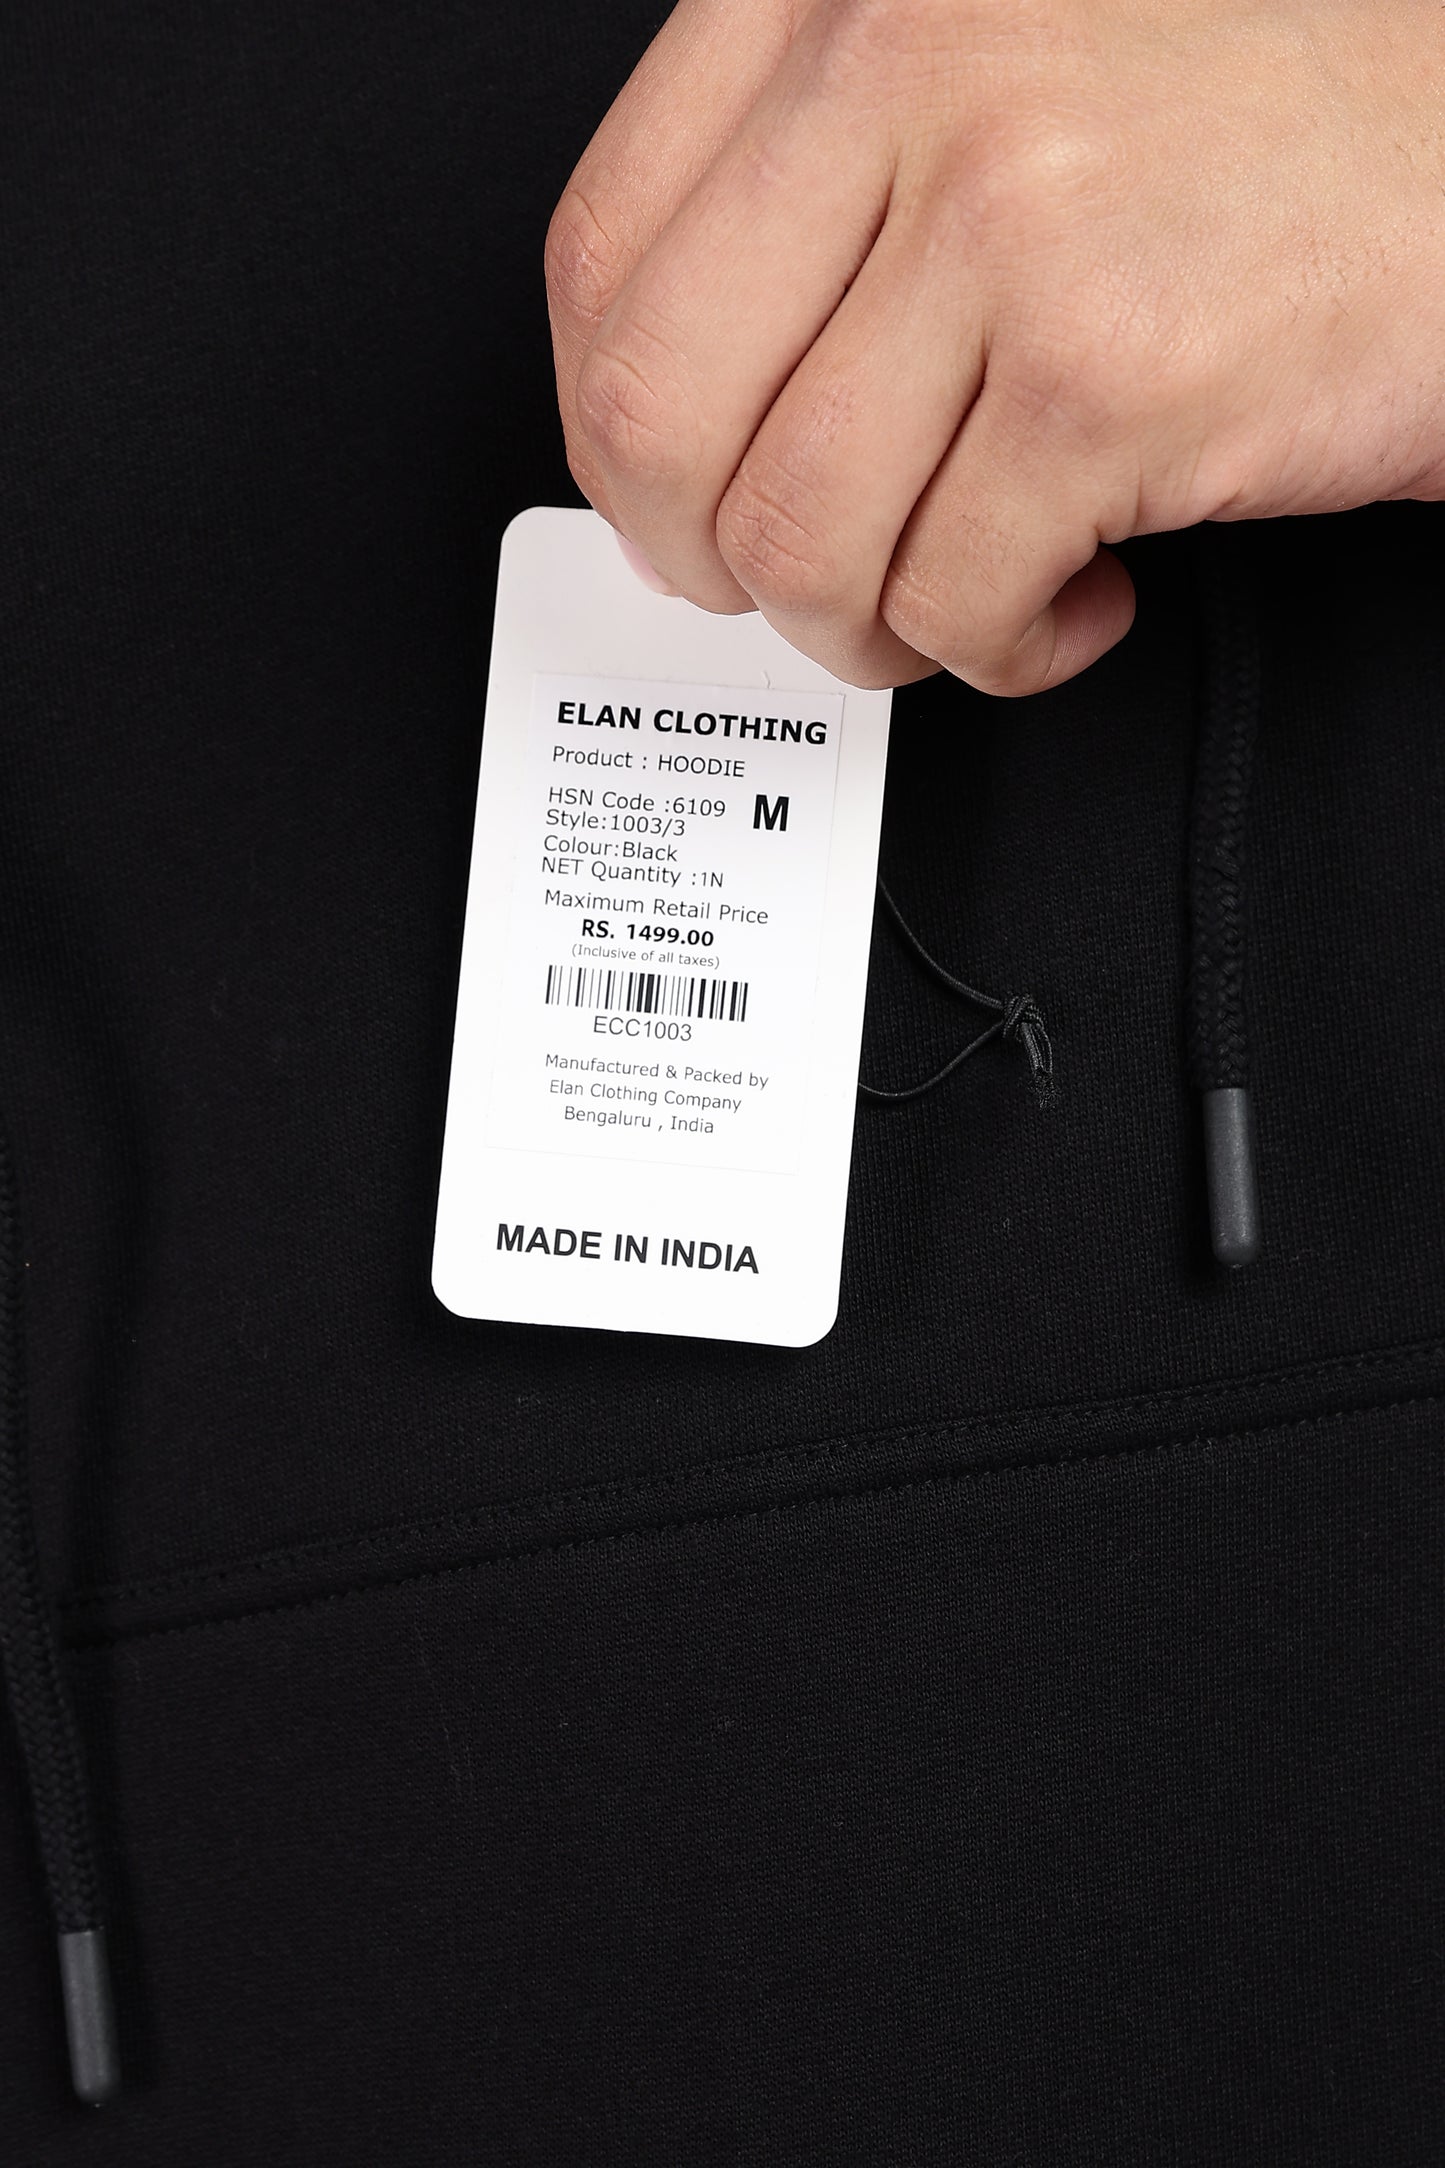 ELAN CLOTHING
Product : HOODIE
HSN Code :6109
M
Style:1003/3
Colour:Black
NET Quantity :1N
Maximum Retail Price
RS. 1499.00
(Inclusive of all taxes)
ECC1003
Manufactured & Packed by
Elan Clothing Company
Bengaluru , India
MADE IN INDIA